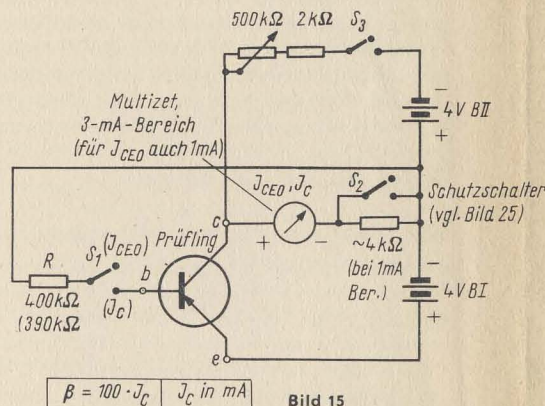 500kΩ 2kΩ S₃
−
4V BⅡ
+
Multizet,
3-mA-Bereich
(für J_CEO auch 1mA)
J_CEO, J_C
S₂
Schutzschalter
(vgl. Bild 25)
c
+ −
~4kΩ
(bei 1mA
Ber.)
Prüfling
R
S₁ (J_CEO)
b
(J_C)
400kΩ
(390kΩ
−
4V BⅠ
+
e
β = 100 · J_C J_C in mA
Bild 15